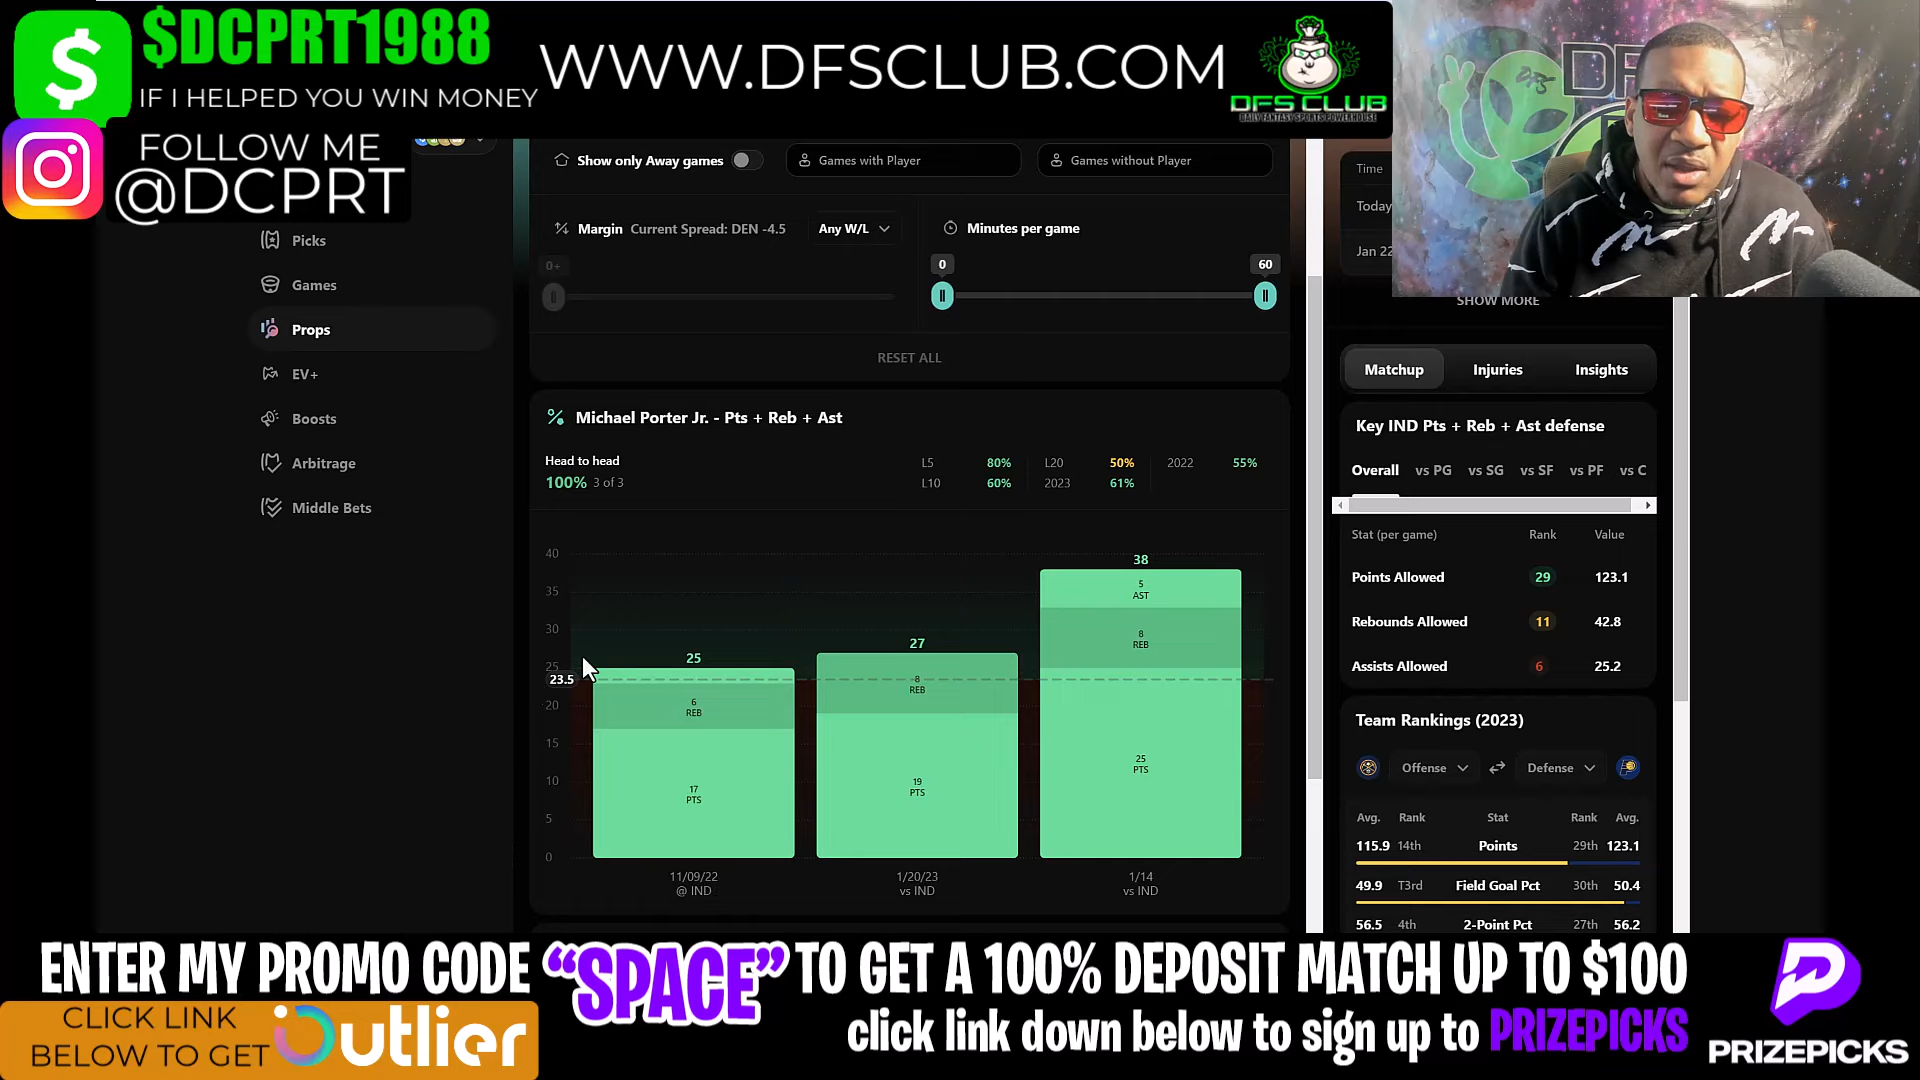 $DCPRT1988
IF I HELPED YOU WIN MONEY
WWW.DFSCLUB.COM
DFS CLUB
DAILY FANTASY SPORTS POWERHOUSE
FOLLOW ME
@DCPRT
Picks
Games
Props
EV+
Boosts
Arbitrage
Middle Bets
Show only Away games
Games with Player
Games without Player
Margin Current Spread: DEN -4.5 Any W/L
0+
Minutes per game
0 60
RESET ALL
Michael Porter Jr. - Pts + Reb + Ast
Head to head
100% 3 of 3
L5 80% L20 50% 2022 55%
L10 60% 2023 61%
40
35
30
25
23.5
20
15
10
5
0
25
6
REB
17
PTS
27
8
REB
19
PTS
38
5
AST
8
REB
25
PTS
11/09/22
@ IND
1/20/23
vs IND
1/14
vs IND
Time
Today
Jan 22
SHOW MORE
Matchup Injuries Insights
Key IND Pts + Reb + Ast defense
Overall vs PG vs SG vs SF vs PF vs C
Stat (per game) Rank Value
Points Allowed 29 123.1
Rebounds Allowed 11 42.8
Assists Allowed 6 25.2
Team Rankings (2023)
Offense Defense
Avg. Rank Stat Rank Avg.
115.9 14th Points 29th 123.1
49.9 T3rd Field Goal Pct 30th 50.4
56.5 4th 2-Point Pct 27th 56.2
ENTER MY PROMO CODE "SPACE" TO GET A 100% DEPOSIT MATCH UP TO $100
click link down below to sign up to PRIZEPICKS
CLICK LINK
BELOW TO GET Outlier
PRIZEPICKS